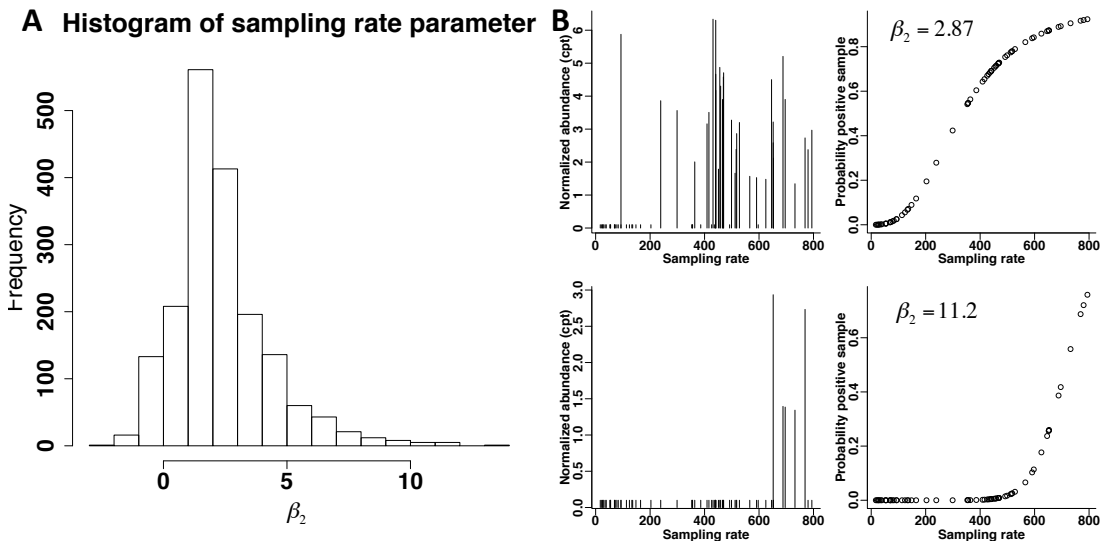 A Histogram of sampling rate parameter
Frequency
0
100
200
300
400
500
0 5 10
β2
B
Normalized abundance (cpt)
0 1 2 3 4 5 6
0 200 400 600 800
Sampling rate
β2 = 2.87
Probability positive sample
0.0 0.2 0.4 0.6 0.8
0 200 400 600 800
Sampling rate
Normalized abundance (cpt)
0.0 0.5 1.0 1.5 2.0 2.5 3.0
0 200 400 600 800
Sampling rate
β2 = 11.2
Probability positive sample
0.0 0.2 0.4 0.6
0 200 400 600 800
Sampling rate